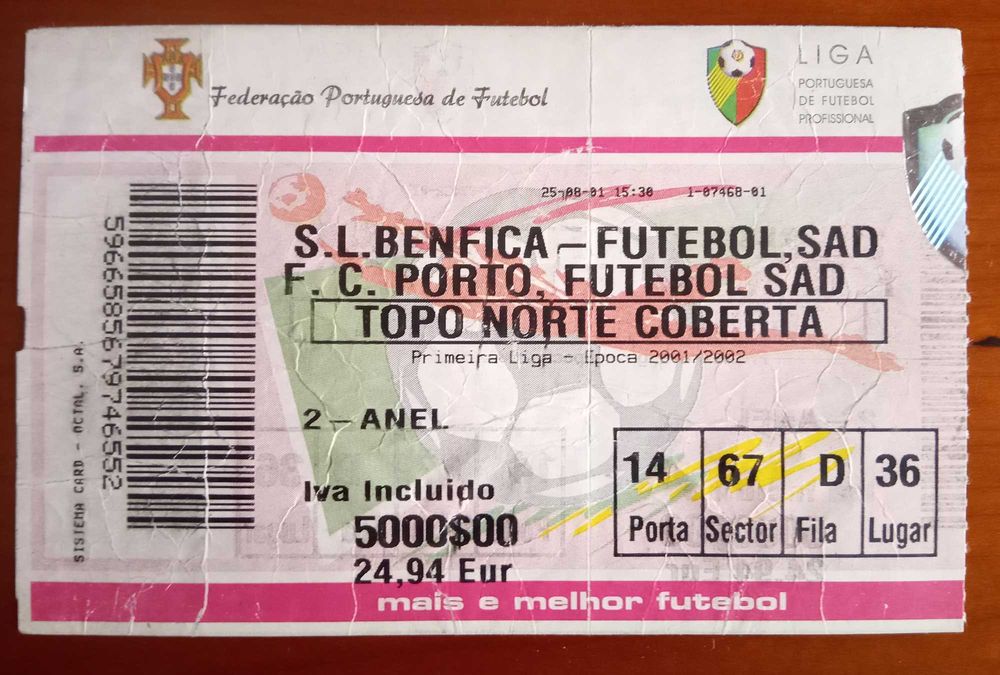 Federação Portuguesa de Futebol
LIGA
PORTUGUESA
DE FUTEBOL
PROFISSIONAL
25-08-01 15:30 1-07468-01
S.L.BENFICA – FUTEBOL,SAD
F. C. PORTO, FUTEBOL SAD
TOPO NORTE COBERTA
Primeira Liga - Epoca 2001/2002
2 – ANEL
Iva Incluido
5000$00
24,94 Eur
14 67 D 36
Porta Sector Fila Lugar
mais e melhor futebol
SISTEMA CARD - ACTAL, S.A.
5966585679746552